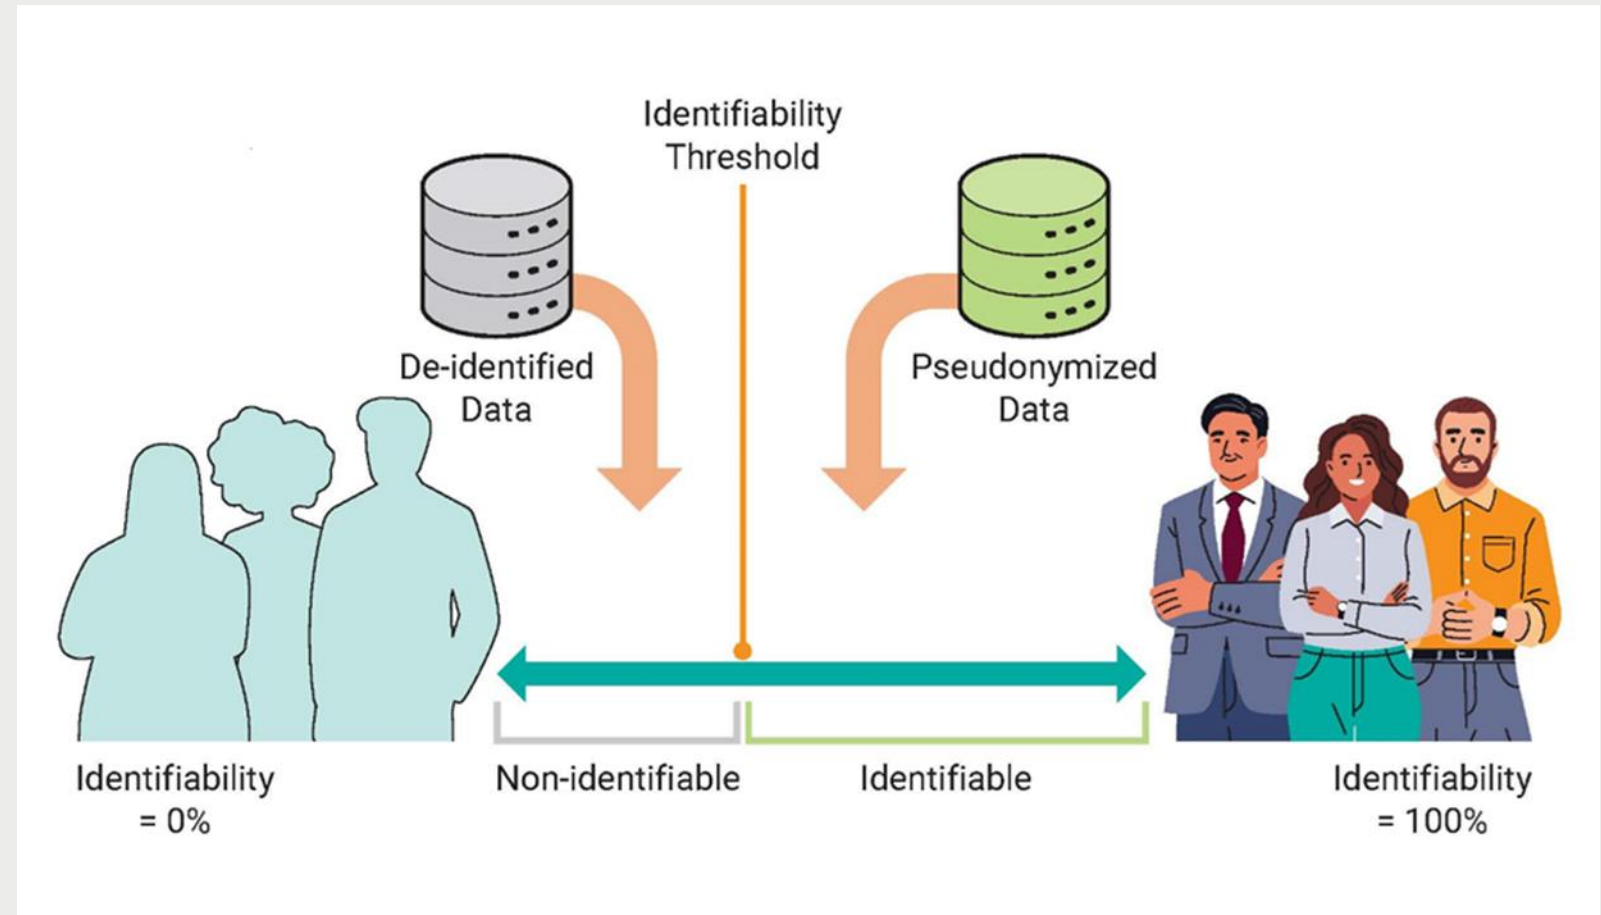 Identifiability
Threshold
De-identified
Data
Pseudonymized
Data
Identifiability
= 0%
Non-identifiable
Identifiable
Identifiability
= 100%